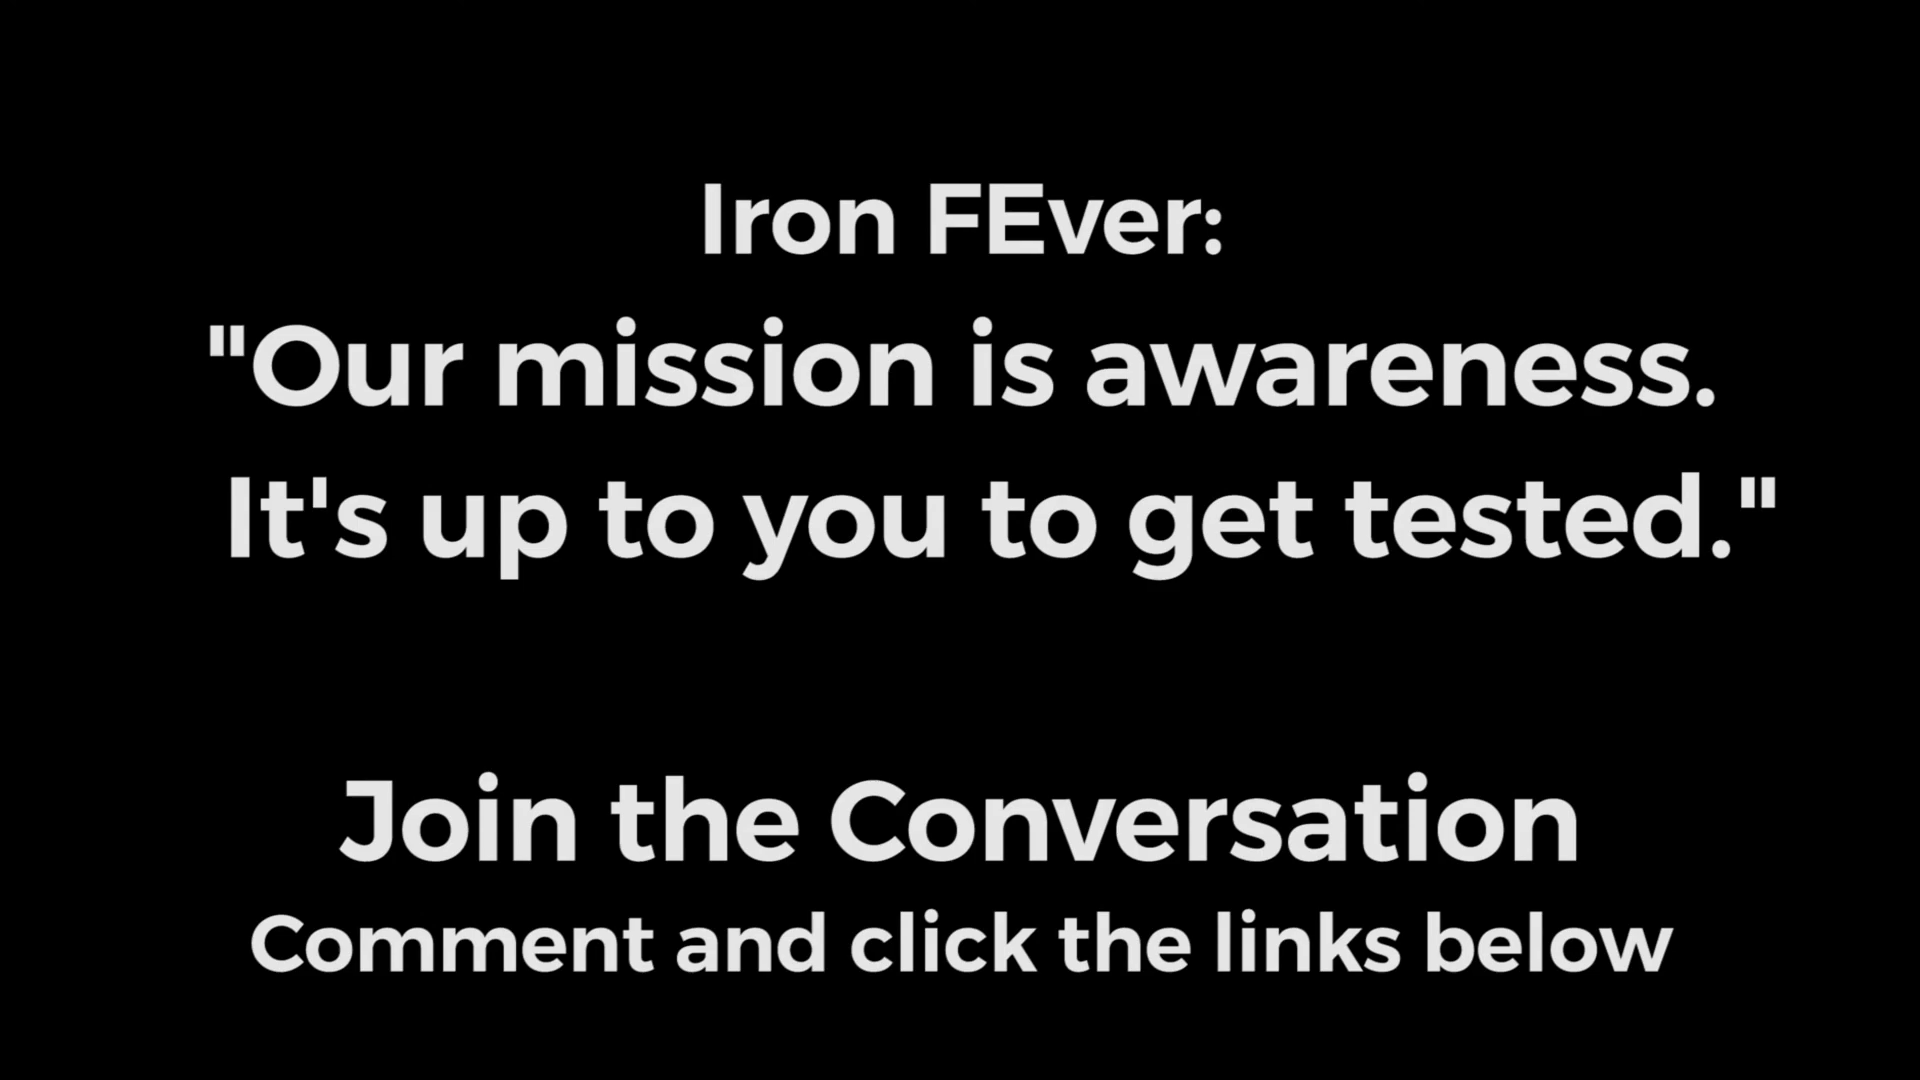 Iron FEver:
"Our mission is awareness.
It's up to you to get tested."
Join the Conversation
Comment and click the links below